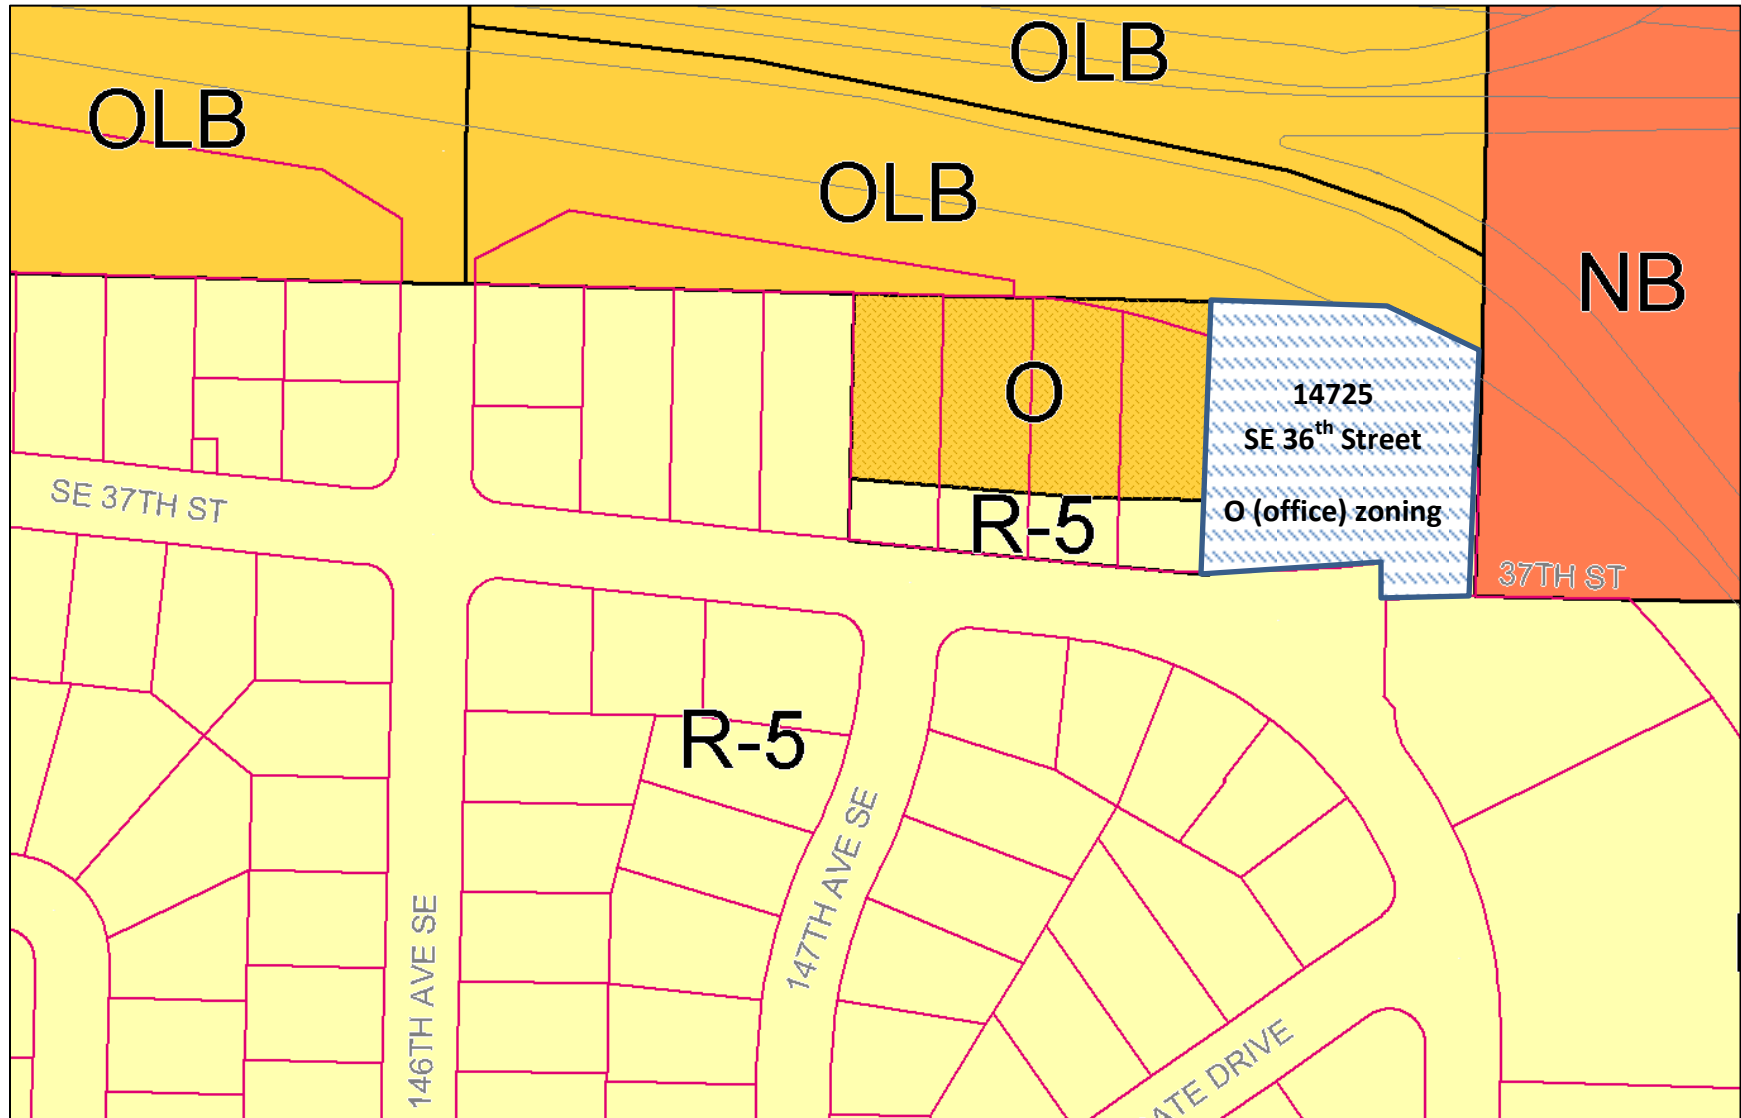 OLB
OLB
OLB
NB
O
14725
SE 36th Street
O (office) zoning
SE 37TH ST
R-5
37TH ST
R-5
147TH AVE SE
146TH AVE SE
ATE DRIVE